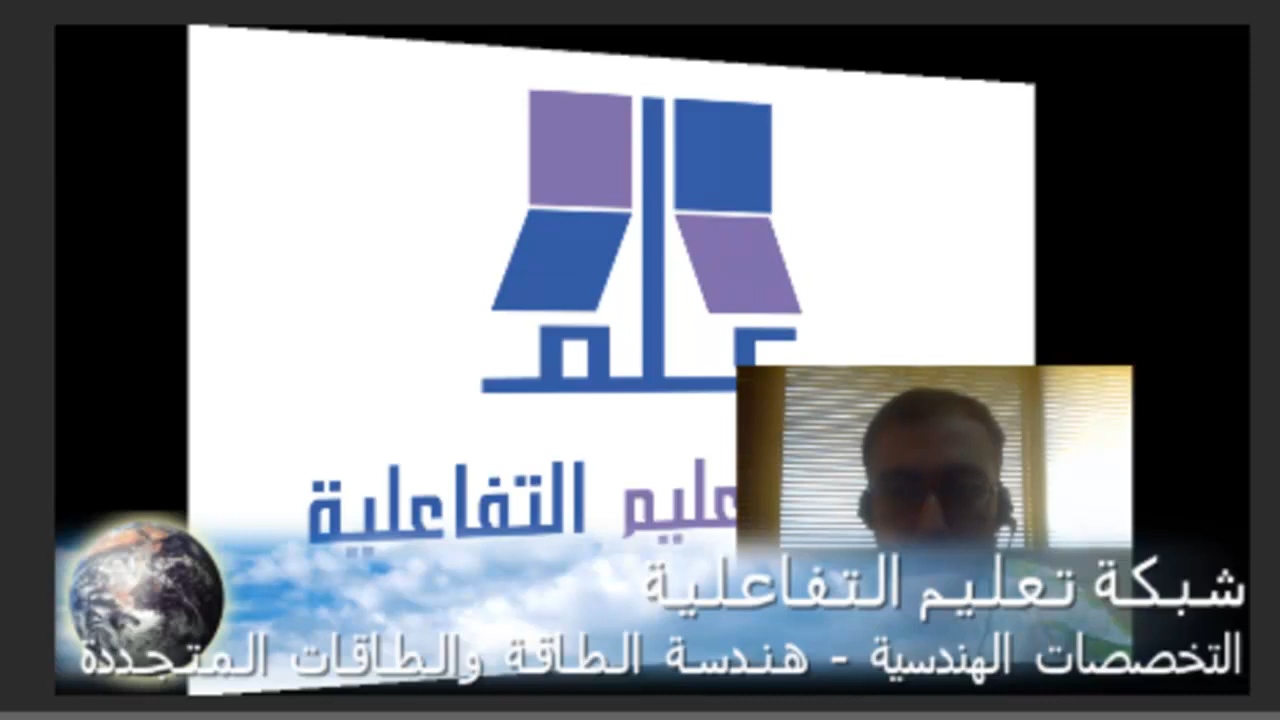 علم
عليم التفاعلية
شبكة تعليم التفاعلية
التخصصات الهندسية - هندسة الطاقة والطاقات المتجددة